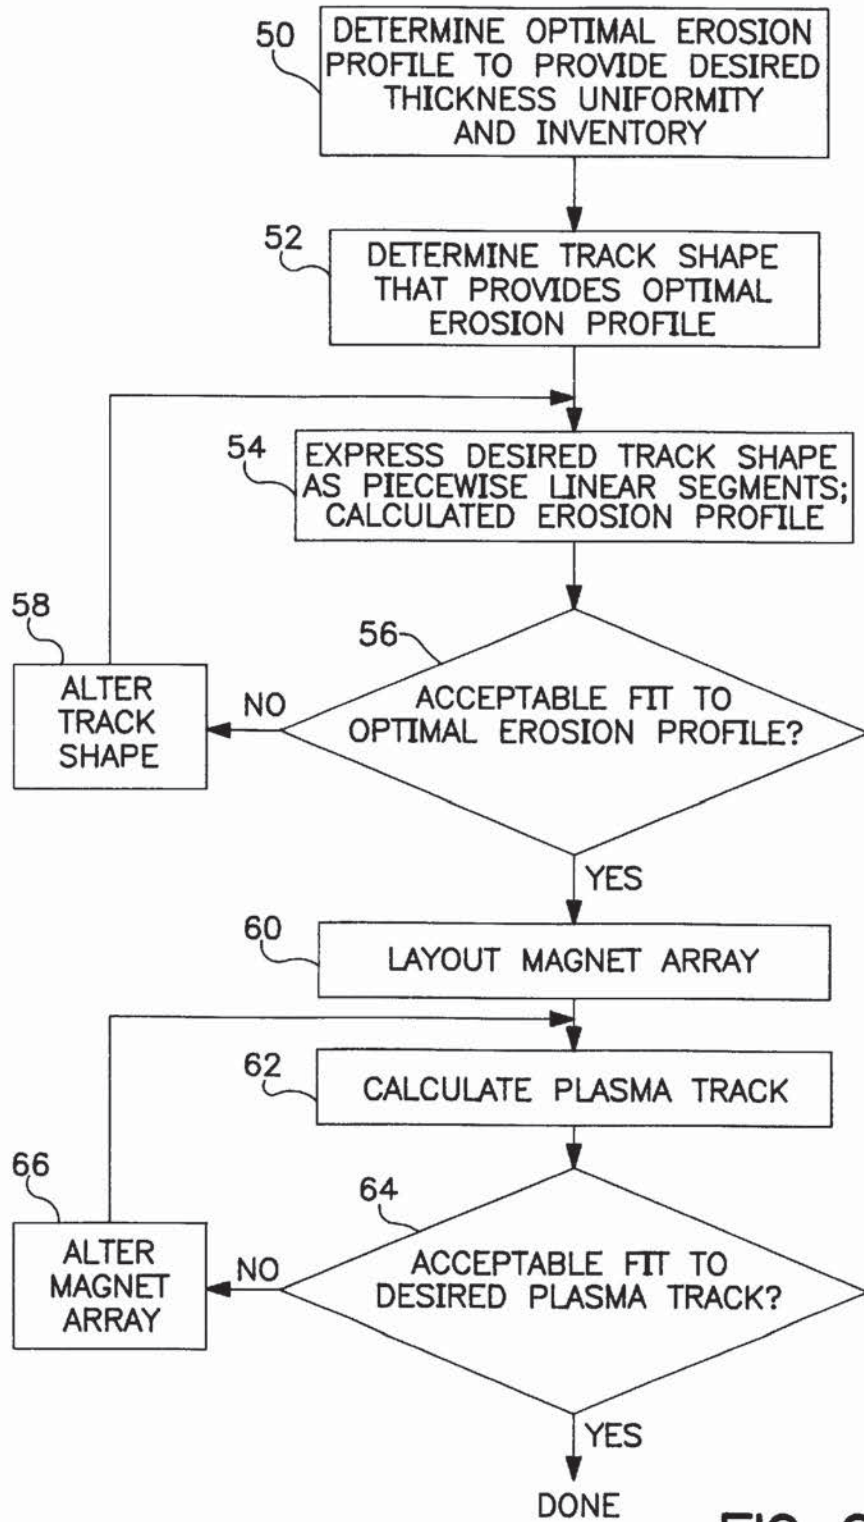 50
DETERMINE OPTIMAL EROSION
PROFILE TO PROVIDE DESIRED
THICKNESS UNIFORMITY
AND INVENTORY
52
DETERMINE TRACK SHAPE
THAT PROVIDES OPTIMAL
EROSION PROFILE
54
EXPRESS DESIRED TRACK SHAPE
AS PIECEWISE LINEAR SEGMENTS;
CALCULATED EROSION PROFILE
56
ACCEPTABLE FIT TO
OPTIMAL EROSION PROFILE?
NO
58
ALTER
TRACK
SHAPE
YES
60
LAYOUT MAGNET ARRAY
62
CALCULATE PLASMA TRACK
64
ACCEPTABLE FIT TO
DESIRED PLASMA TRACK?
NO
66
ALTER
MAGNET
ARRAY
YES
DONE